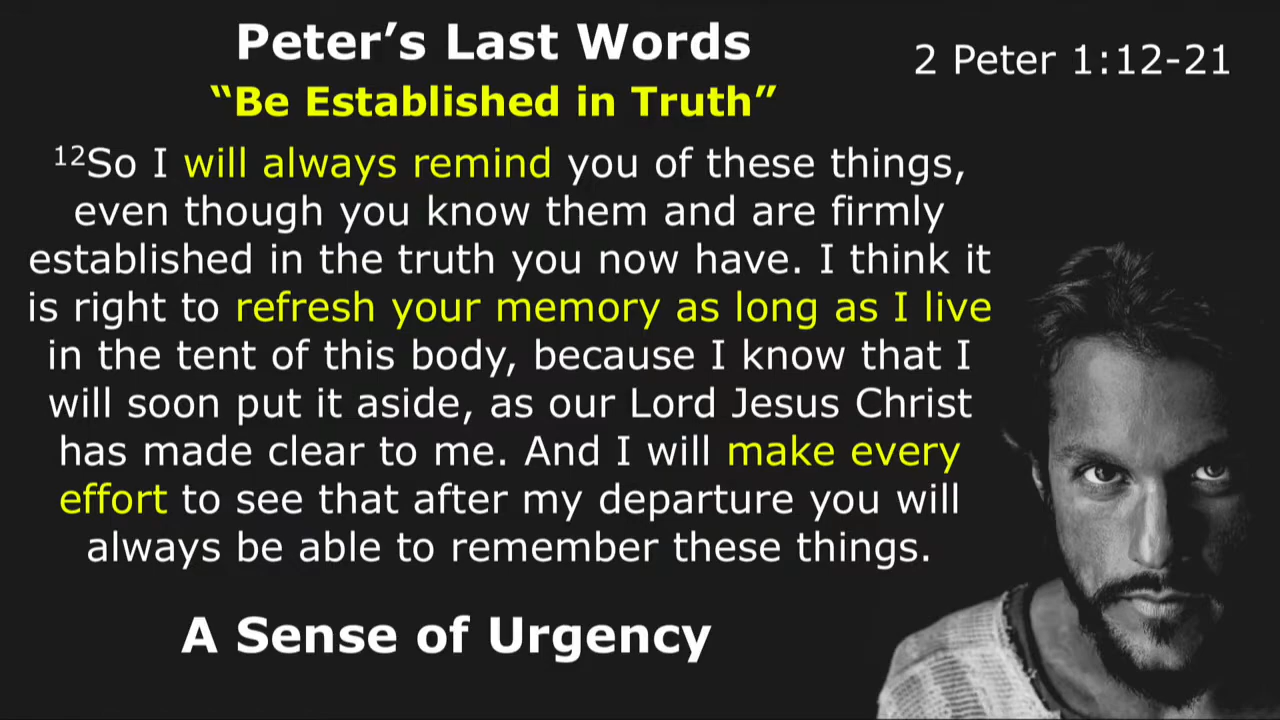 Peter’s Last Words
2 Peter 1:12-21
“Be Established in Truth”
¹²So I will always remind you of these things,
even though you know them and are firmly
established in the truth you now have. I think it
is right to refresh your memory as long as I live
in the tent of this body, because I know that I
will soon put it aside, as our Lord Jesus Christ
has made clear to me. And I will make every
effort to see that after my departure you will
always be able to remember these things.
A Sense of Urgency